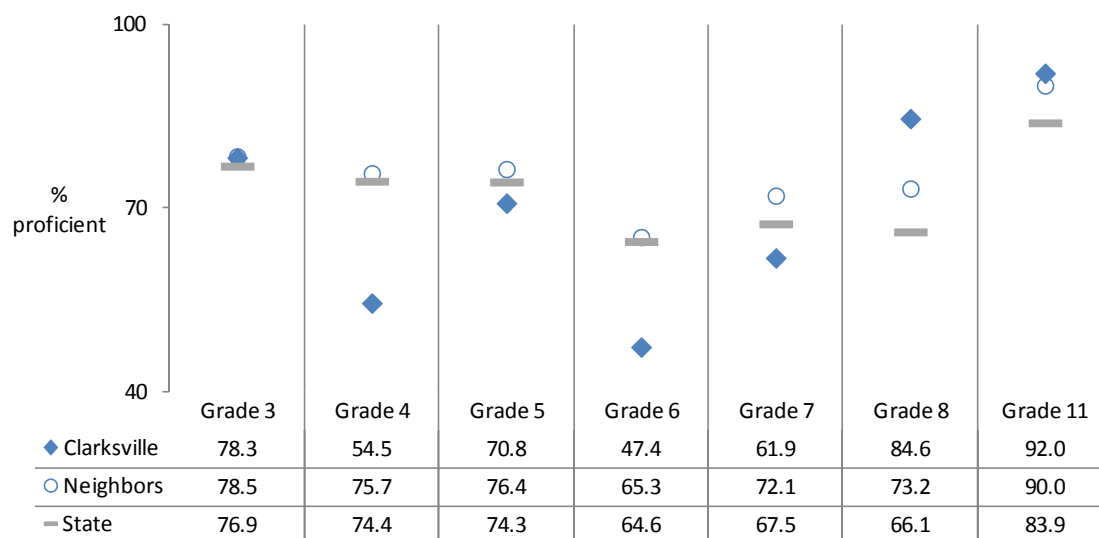 100
%
proficient
70
40
Grade 3 Grade 4 Grade 5 Grade 6 Grade 7 Grade 8 Grade 11
Clarksville 78.3 54.5 70.8 47.4 61.9 84.6 92.0
Neighbors 78.5 75.7 76.4 65.3 72.1 73.2 90.0
State 76.9 74.4 74.3 64.6 67.5 66.1 83.9